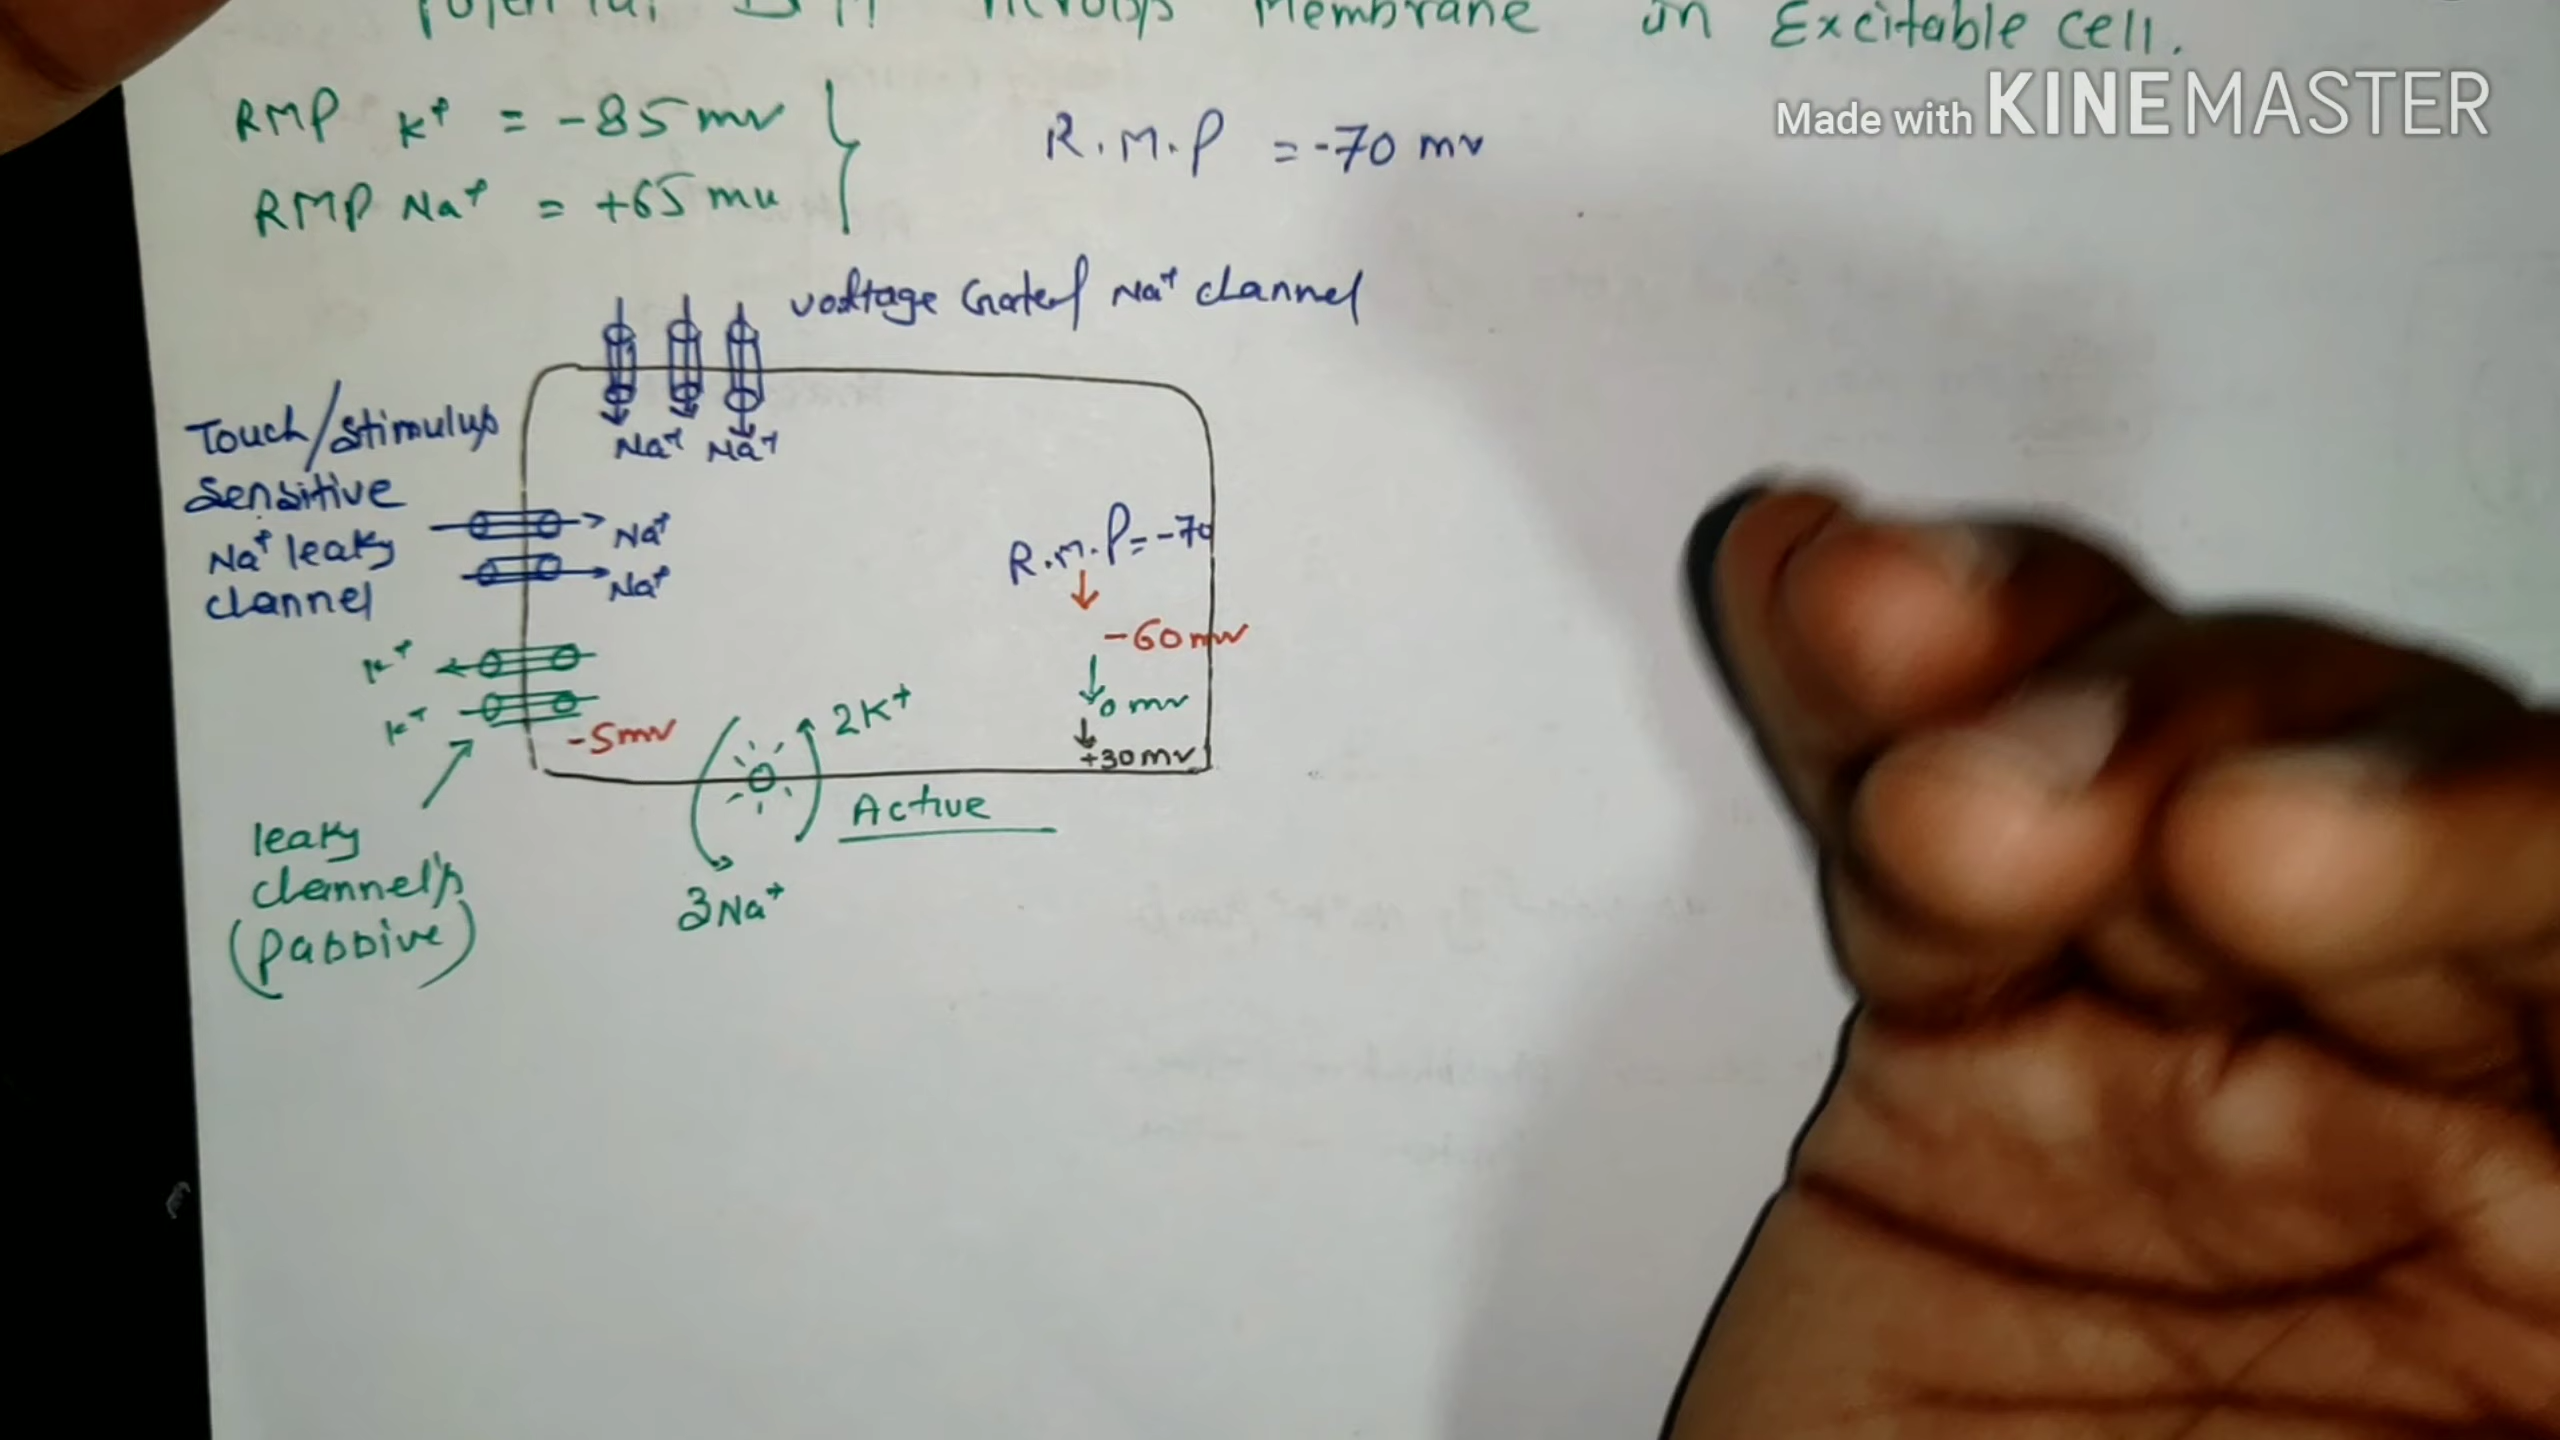 Membrane in Excitable cell.
Made with KINEMASTER
RMP K+ = -85 mv
RMP Na+ = +65 mv
R.M.P = -70 mv
voltage Gated Na+ channel
Touch/stimulus
Sensitive
Na+ leaky
channel
Na+ Na+
Na+
Na+
K+
K+
-5mv
R.M.P = -70
-60mv
0 mv
+30mv
2K+
Active
3Na+
leaky
channel's
(passive)